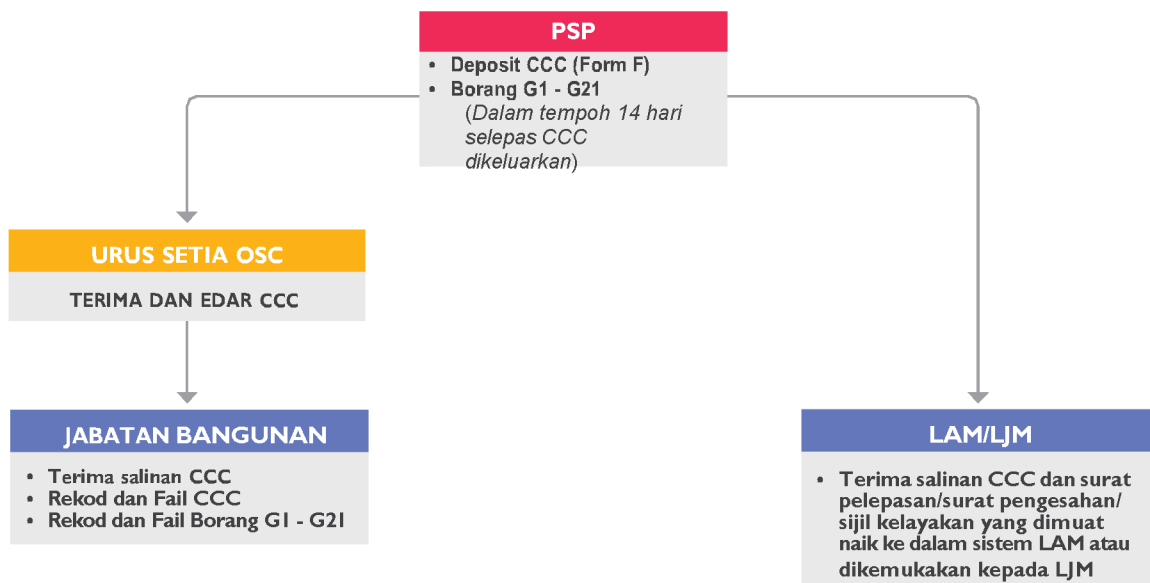 PSP
• Deposit CCC (Form F)
• Borang G1 - G21
(Dalam tempoh 14 hari
selepas CCC
dikeluarkan)
URUS SETIA OSC
TERIMA DAN EDAR CCC
JABATAN BANGUNAN
• Terima salinan CCC
• Rekod dan Fail CCC
• Rekod dan Fail Borang G1 - G21
LAM/LJM
• Terima salinan CCC dan surat
pelepasan/surat pengesahan/
sijil kelayakan yang dimuat
naik ke dalam sistem LAM atau
dikemukakan kepada LJM